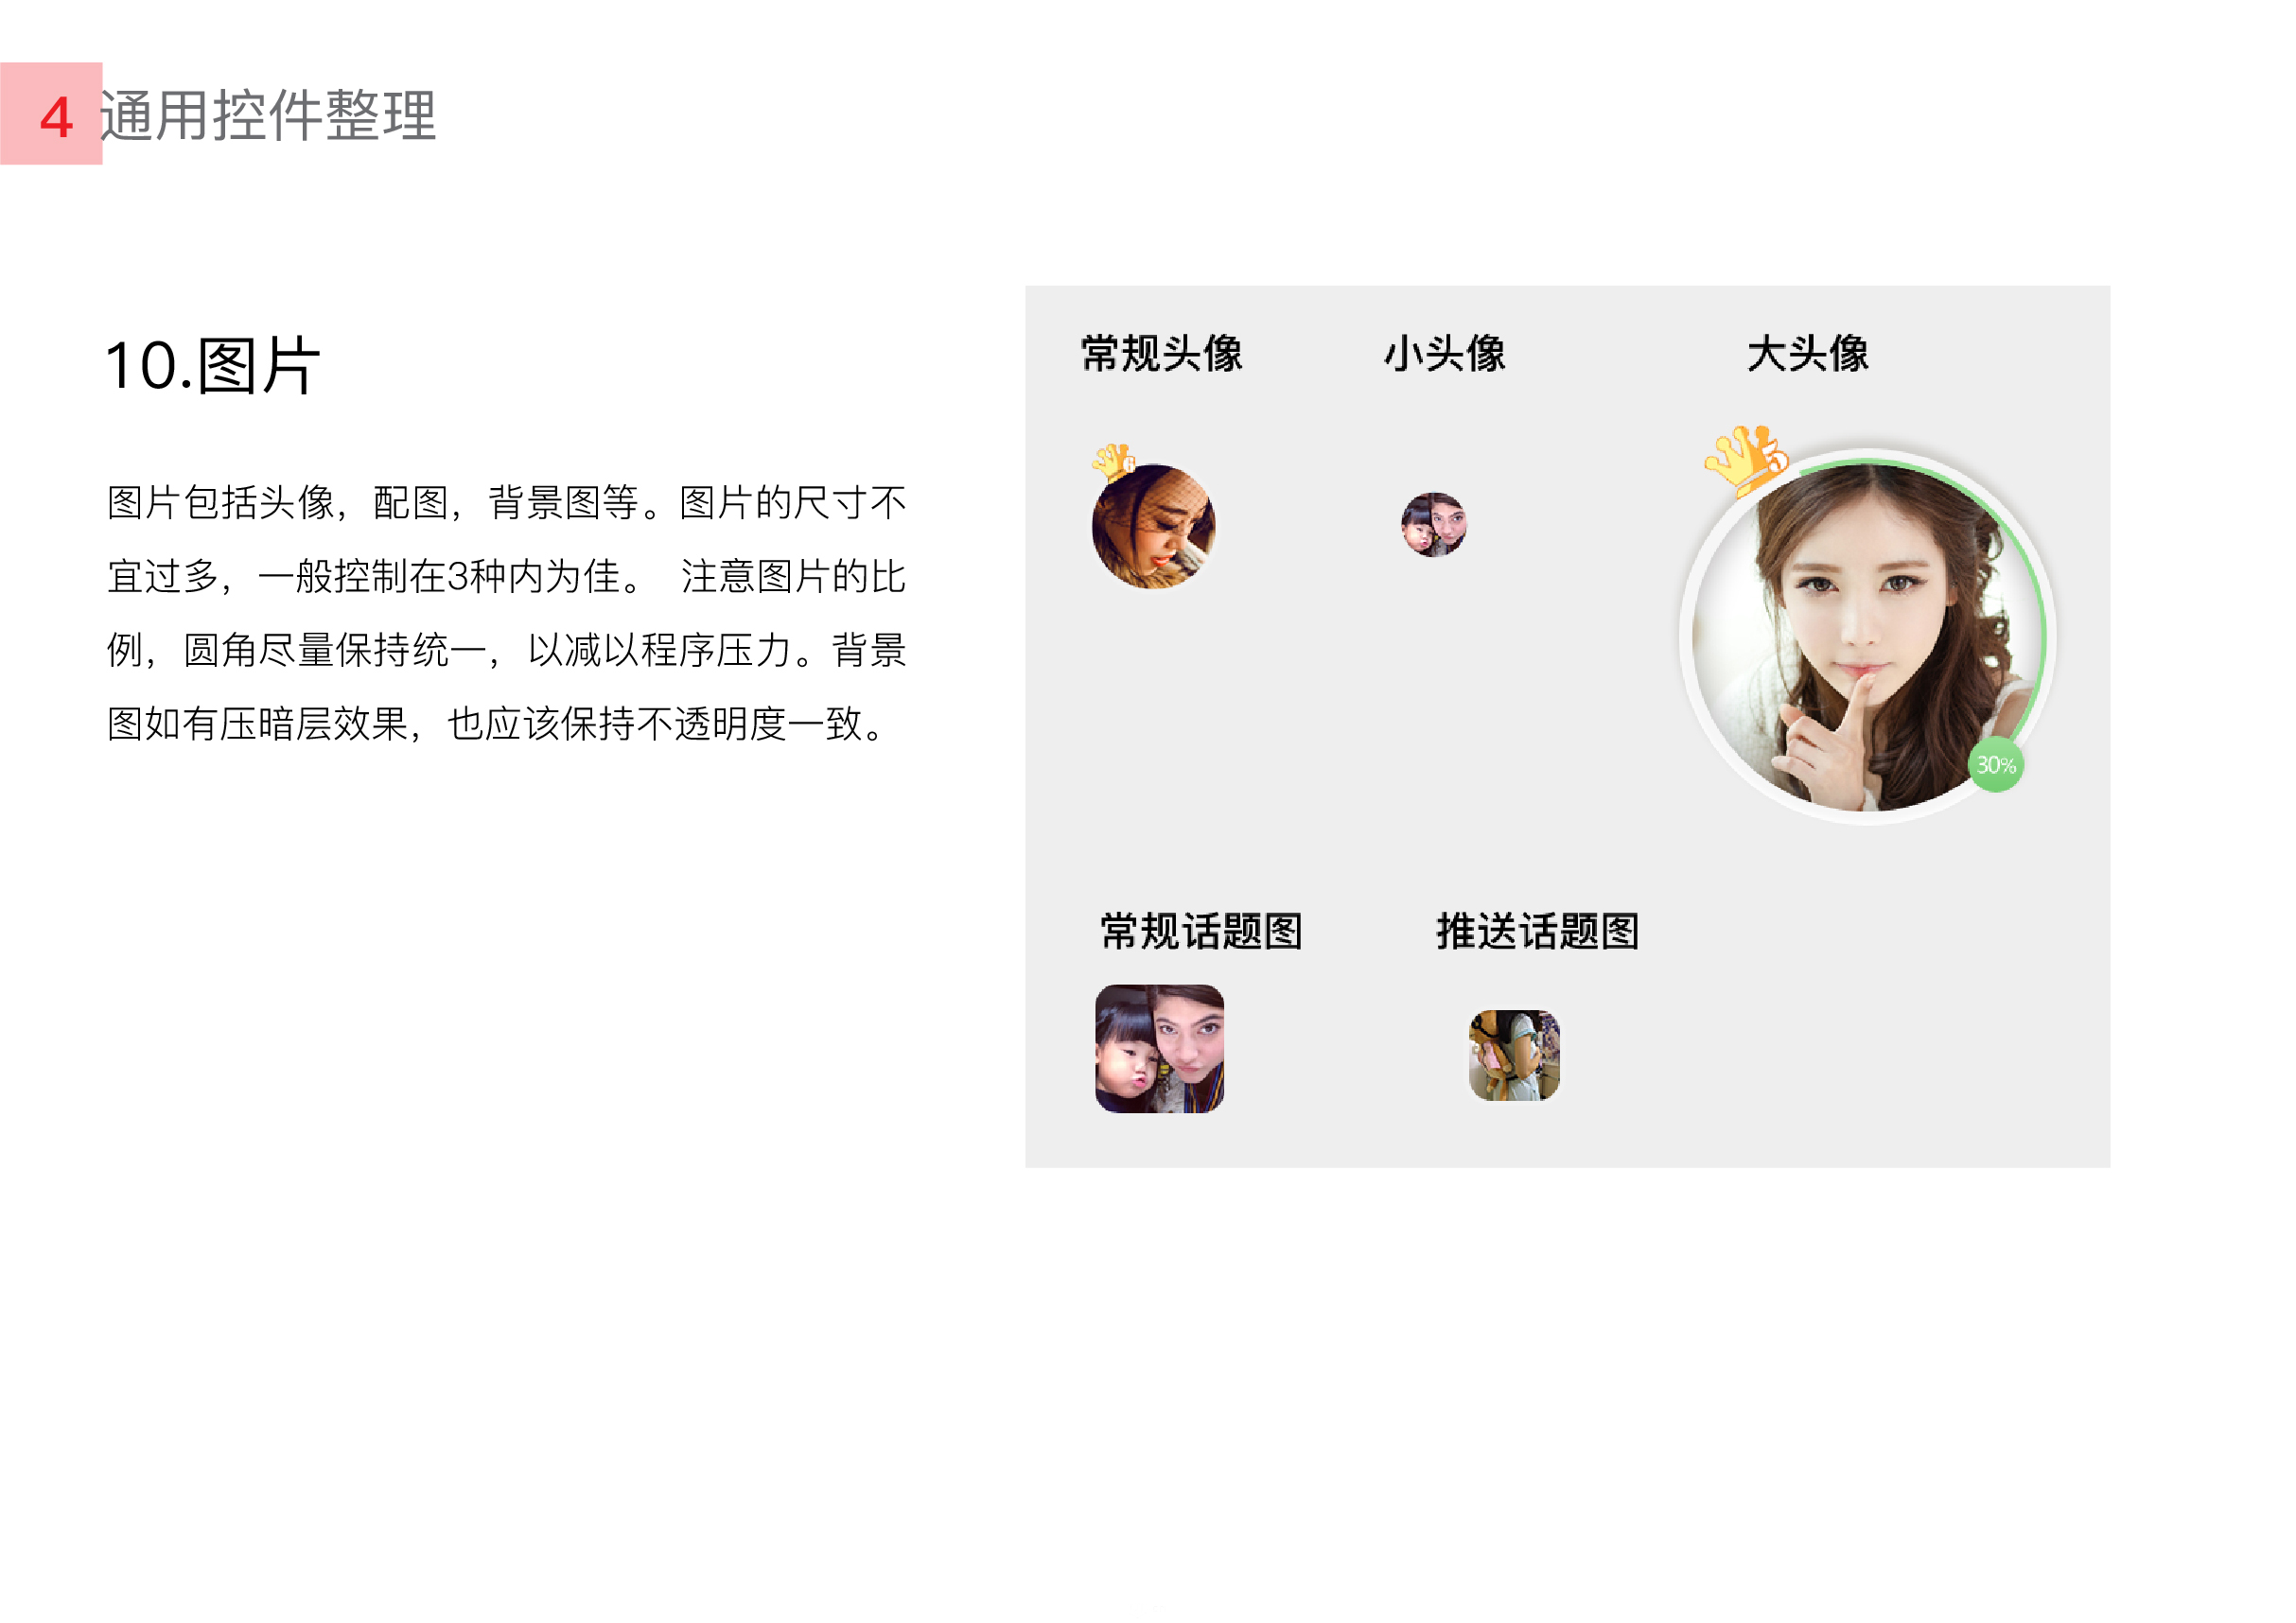 4 通用控件整理
10.图片
图片包括头像，配图，背景图等。图片的尺寸不
宜过多，一般控制在3种内为佳。 注意图片的比
例，圆角尽量保持统一，以减以程序压力。背景
图如有压暗层效果，也应该保持不透明度一致。
常规头像 小头像 大头像
6
5
30%
常规话题图 推送话题图